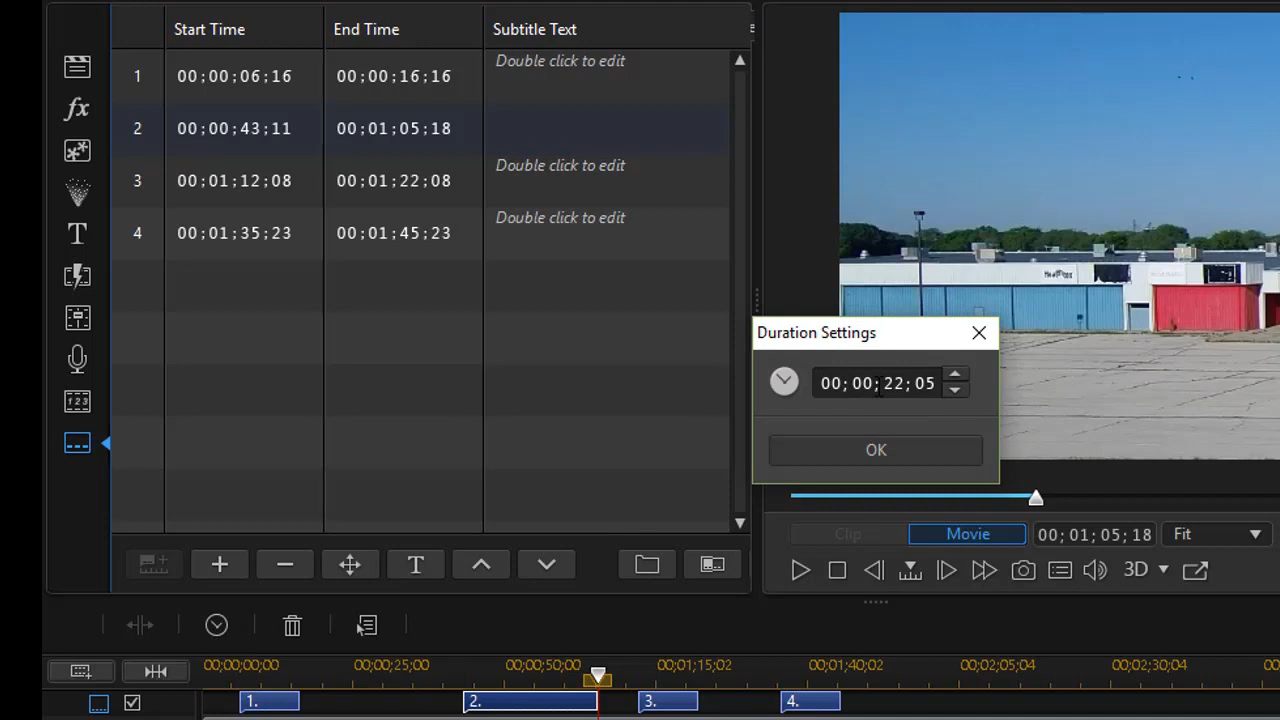 Start Time End Time Subtitle Text
1 00;00;06;16 00;00;16;16 Double click to edit
2 00;00;43;11 00;01;05;18
3 00;01;12;08 00;01;22;08 Double click to edit
4 00;01;35;23 00;01;45;23 Double click to edit
fx
T
123
T
Duration Settings
00;00;22;05
OK
Clip Movie 00;01;05;18 Fit
3D
00;00;00;00 00;00;25;00 00;00;50;00 00;01;15;02 00;01;40;02 00;02;05;04 00;02;30;04
1. 2. 3. 4.